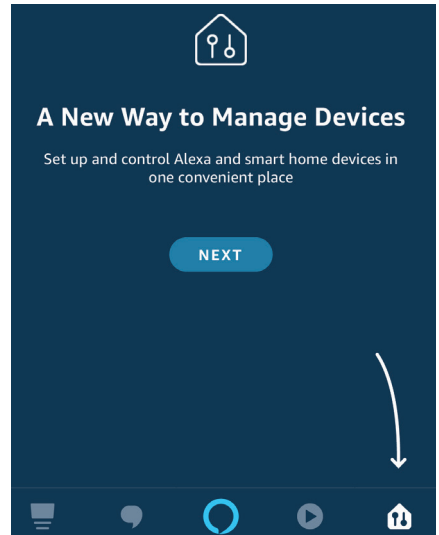 A New Way to Manage Devices
Set up and control Alexa and smart home devices in
one convenient place
NEXT